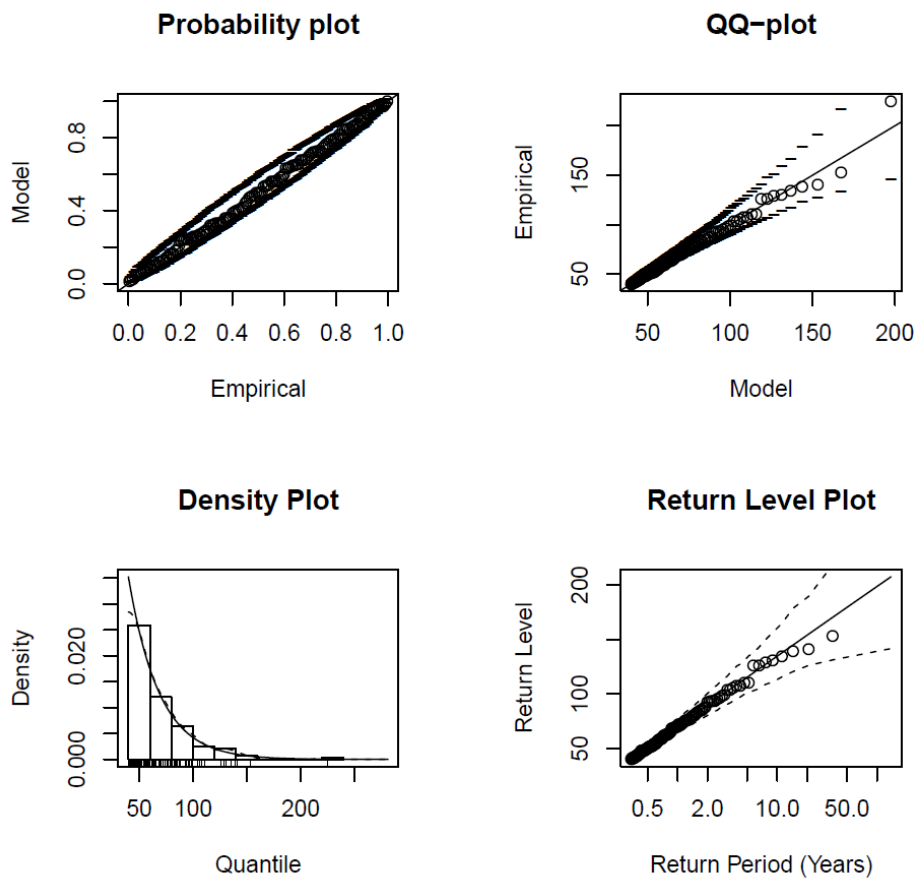 Probability plot
Model
0.0 0.4 0.8
0.0 0.2 0.4 0.6 0.8 1.0
Empirical
QQ−plot
Empirical
50 150
50 100 150 200
Model
Density Plot
Density
0.000 0.020
50 100 200
Quantile
Return Level Plot
Return Level
50 100 200
0.5 2.0 10.0 50.0
Return Period (Years)